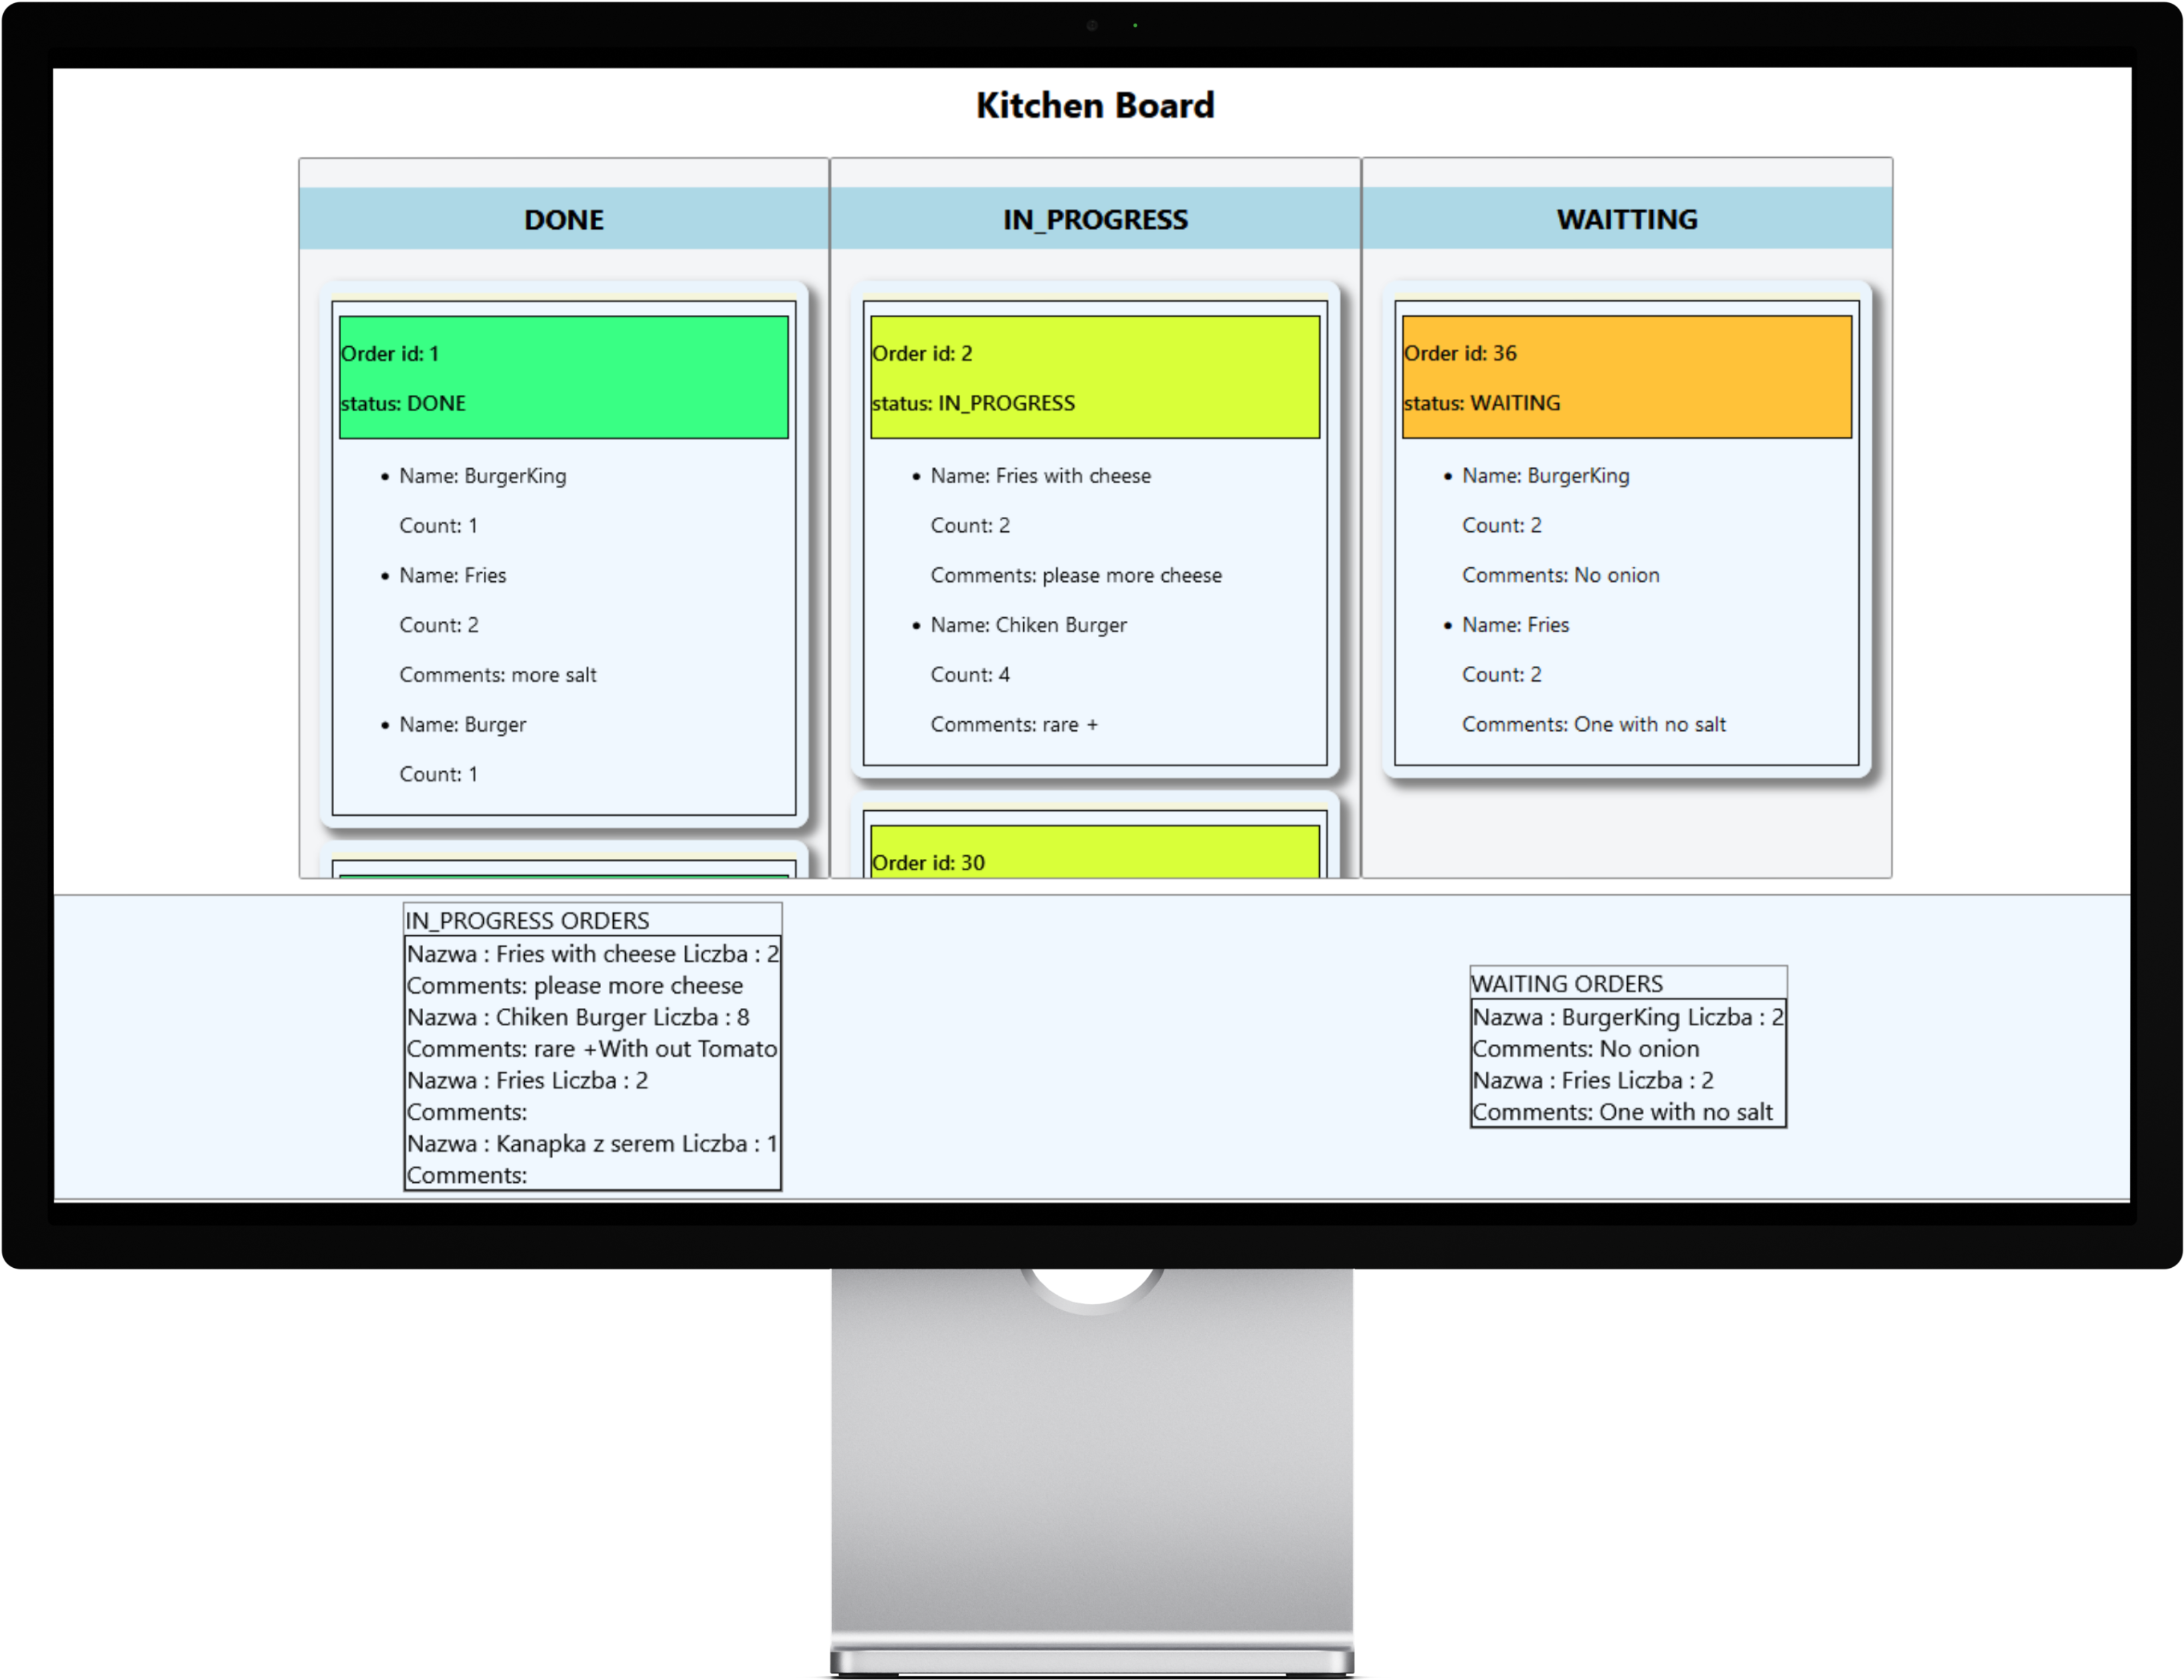 Kitchen Board
DONE
Order id: 1
status: DONE
Name: BurgerKing
Count: 1
Name: Fries
Count: 2
Comments: more salt
Name: Burger
Count: 1
IN_PROGRESS
Order id: 2
status: IN_PROGRESS
Name: Fries with cheese
Count: 2
Comments: please more cheese
Name: Chiken Burger
Count: 4
Comments: rare +
Order id: 30
WAITTING
Order id: 36
status: WAITING
Name: BurgerKing
Count: 2
Comments: No onion
Name: Fries
Count: 2
Comments: One with no salt
IN_PROGRESS ORDERS
Nazwa : Fries with cheese Liczba : 2
Comments: please more cheese
Nazwa : Chiken Burger Liczba : 8
Comments: rare +With out Tomato
Nazwa : Fries Liczba : 2
Comments:
Nazwa : Kanapka z serem Liczba : 1
Comments:
WAITING ORDERS
Nazwa : BurgerKing Liczba : 2
Comments: No onion
Nazwa : Fries Liczba : 2
Comments: One with no salt